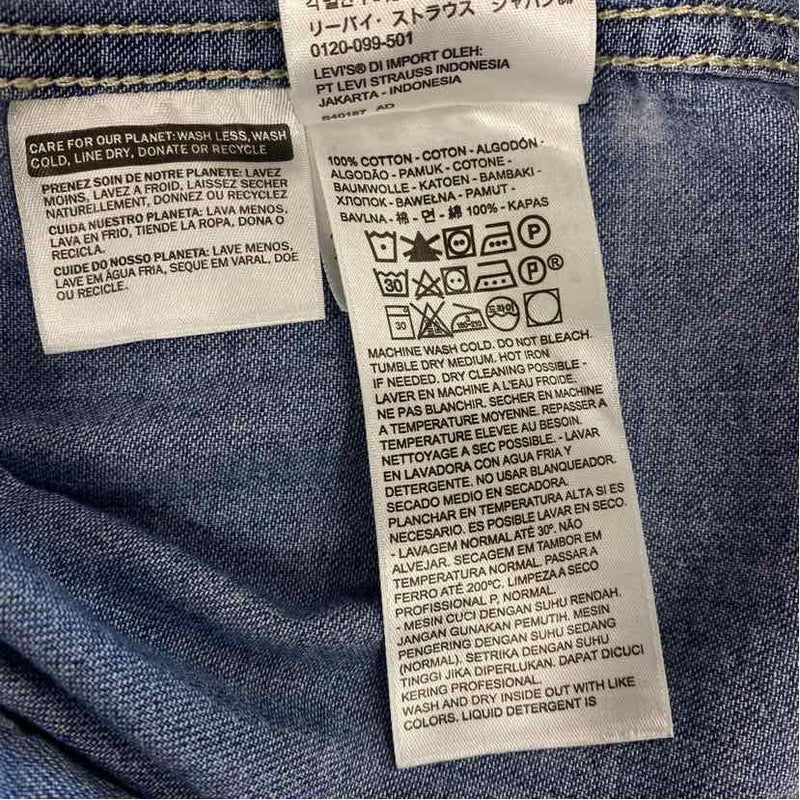 リーバイ・ストラウス ジャパン㈱
0120-099-501
LEVI'S® DI IMPORT OLEH:
PT LEVI STRAUSS INDONESIA
JAKARTA - INDONESIA
AD
CARE FOR OUR PLANET: WASH LESS, WASH
COLD, LINE DRY, DONATE OR RECYCLE
PRENEZ SOIN DE NOTRE PLANETE: LAVEZ
MOINS, LAVEZ A FROID, LAISSEZ SECHER
NATURELLEMENT, DONNEZ OU RECYCLEZ
CUIDA NUESTRO PLANETA: LAVA MENOS,
LAVA EN FRIO, TIENDE LA ROPA, DONA O
RECICLA.
CUIDE DO NOSSO PLANETA: LAVE MENOS,
LAVE EM ÁGUA FRIA, SEQUE EM VARAL, DOE
OU RECICLE.
100% COTTON - COTON - ALGODÓN -
ALGODÃO - PAMUK - COTONE -
BAUMWOLLE - KATOEN - BAMBAKI -
ХЛОПОК - BAWEŁNA - PAMUT -
BAVLNA - 棉 - 면 - 綿 100% - KAPAS
P
30 P ®
30 180-210 드라이
MACHINE WASH COLD. DO NOT BLEACH.
TUMBLE DRY MEDIUM. HOT IRON
IF NEEDED. DRY CLEANING POSSIBLE -
LAVER EN MACHINE A L'EAU FROIDE.
NE PAS BLANCHIR. SECHER EN MACHINE
A TEMPERATURE MOYENNE. REPASSER A
TEMPERATURE ELEVEE AU BESOIN.
NETTOYAGE A SEC POSSIBLE. - LAVAR
EN LAVADORA CON AGUA FRIA Y
DETERGENTE. NO USAR BLANQUEADOR.
SECADO MEDIO EN SECADORA.
PLANCHAR EN TEMPERATURA ALTA SI ES
NECESARIO. ES POSIBLE LAVAR EN SECO.
- LAVAGEM NORMAL ATÉ 30º. NÃO
ALVEJAR. SECAGEM EM TAMBOR EM
TEMPERATURA NORMAL. PASSAR A
FERRO ATÉ 200ºC. LIMPEZA A SECO
PROFISSIONAL P, NORMAL.
- MESIN CUCI DENGAN SUHU RENDAH.
JANGAN GUNAKAN PEMUTIH. MESIN
PENGERING DENGAN SUHU SEDANG
(NORMAL). SETRIKA DENGAN SUHU
TINGGI JIKA DIPERLUKAN. DAPAT DICUCI
KERING PROFESIONAL.
WASH AND DRY INSIDE OUT WITH LIKE
COLORS. LIQUID DETERGENT IS